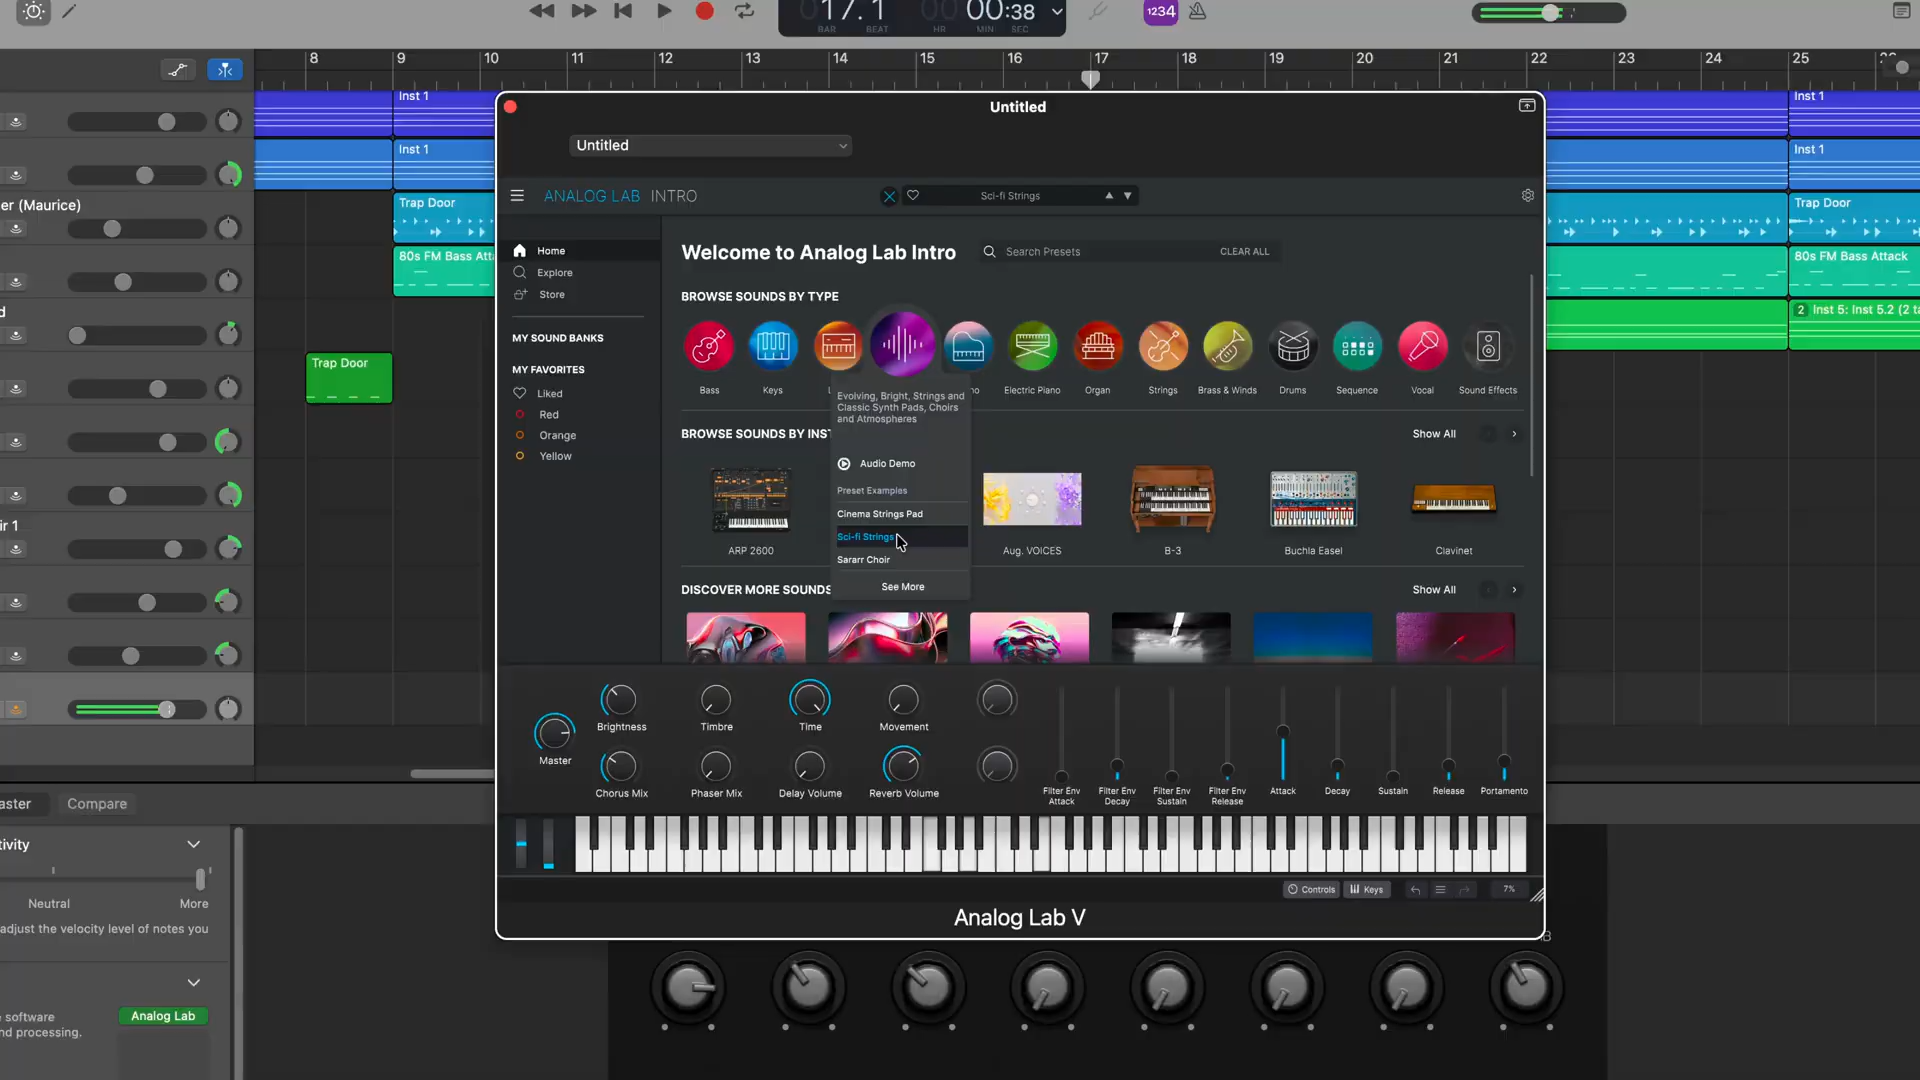 17.1
00 00:38
1234
BAR BEAT HR MIN SEC
8 9 10 11 12 13 14 15 16 17 18 19 20 21 22 23 24 25
Inst 1
Inst 1
Untitled
Inst 1
Inst 1
Untitled
er (Maurice)
Trap Door
Trap Door
ANALOG LAB INTRO
Sci-fi Strings
80s FM Bass Atta
80s FM Bass Attack
Home
Explore
Store
Welcome to Analog Lab Intro
Search Presets
CLEAR ALL
BROWSE SOUNDS BY TYPE
d
2 Inst 5: Inst 5.2 (2 ta
MY SOUND BANKS
MY FAVORITES
Liked
Red
Orange
Yellow
Trap Door
Bass Keys Electric Piano Organ Strings Brass & Winds Drums Sequence Vocal Sound Effects
Evolving, Bright, Strings and
Classic Synth Pads, Choirs
and Atmospheres
BROWSE SOUNDS BY INST
Show All
Audio Demo
Preset Examples
Cinema Strings Pad
Sci-fi Strings
Sararr Choir
See More
ARP 2600
Aug. VOICES
B-3
Buchla Easel
Clavinet
ir 1
DISCOVER MORE SOUNDS
Show All
Master
Brightness Timbre Time Movement
Chorus Mix Phaser Mix Delay Volume Reverb Volume
Filter Env
Attack
Filter Env
Decay
Filter Env
Sustain
Filter Env
Release
Attack
Decay
Sustain
Release
Portamento
Controls
Keys
7%
Analog Lab V
aster
Compare
tivity
Neutral More
adjust the velocity level of notes you
e software
nd processing.
Analog Lab